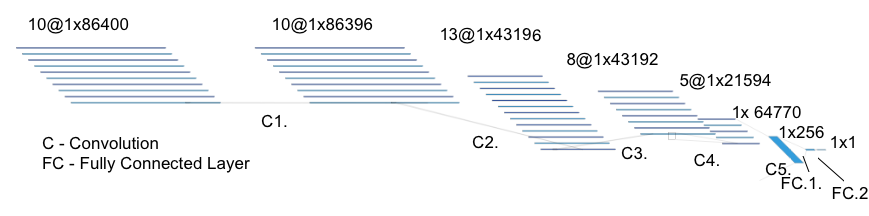 10@1x86400
10@1x86396
13@1x43196
8@1x43192
5@1x21594
1x 64770
1x256
1x1
C1.
C2.
C3.
C4.
C5.
FC.1.
FC.2
C - Convolution
FC - Fully Connected Layer